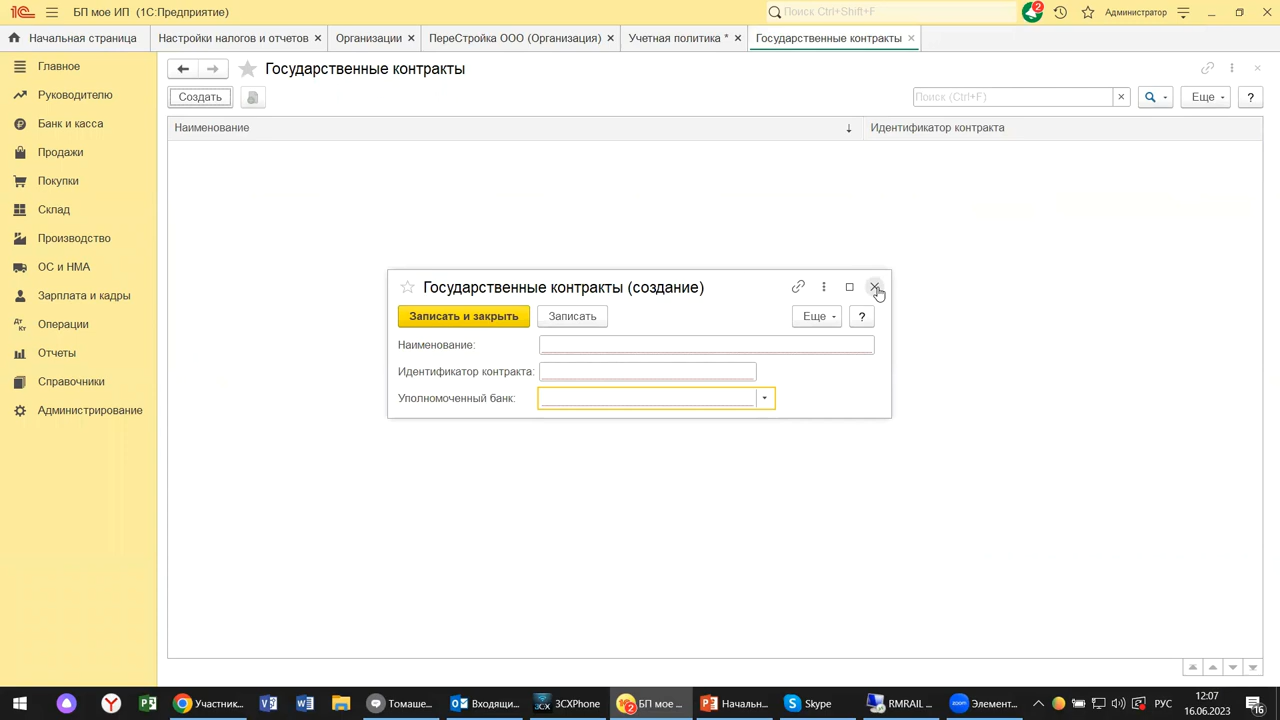 БП мое ИП (1С:Предприятие)
Поиск Ctrl+Shift+F
2
Администратор
Начальная страница
Настройки налогов и отчетов
Организации
ПереСтройка ООО (Организация)
Учетная политика *
Государственные контракты
Главное
Руководителю
Банк и касса
Продажи
Покупки
Склад
Производство
ОС и НМА
Зарплата и кадры
Операции
Отчеты
Справочники
Администрирование
Государственные контракты
Создать
Поиск (Ctrl+F)
Еще
?
Наименование
Идентификатор контракта
Государственные контракты (создание)
Записать и закрыть
Записать
Еще
?
Наименование:
Идентификатор контракта:
Уполномоченный банк:
Участник...
Томаше...
Входящи...
3CXPhone
БП мое ...
Начальн...
Skype
RMRAIL ...
Элемент...
РУС
12:07
16.06.2023
16